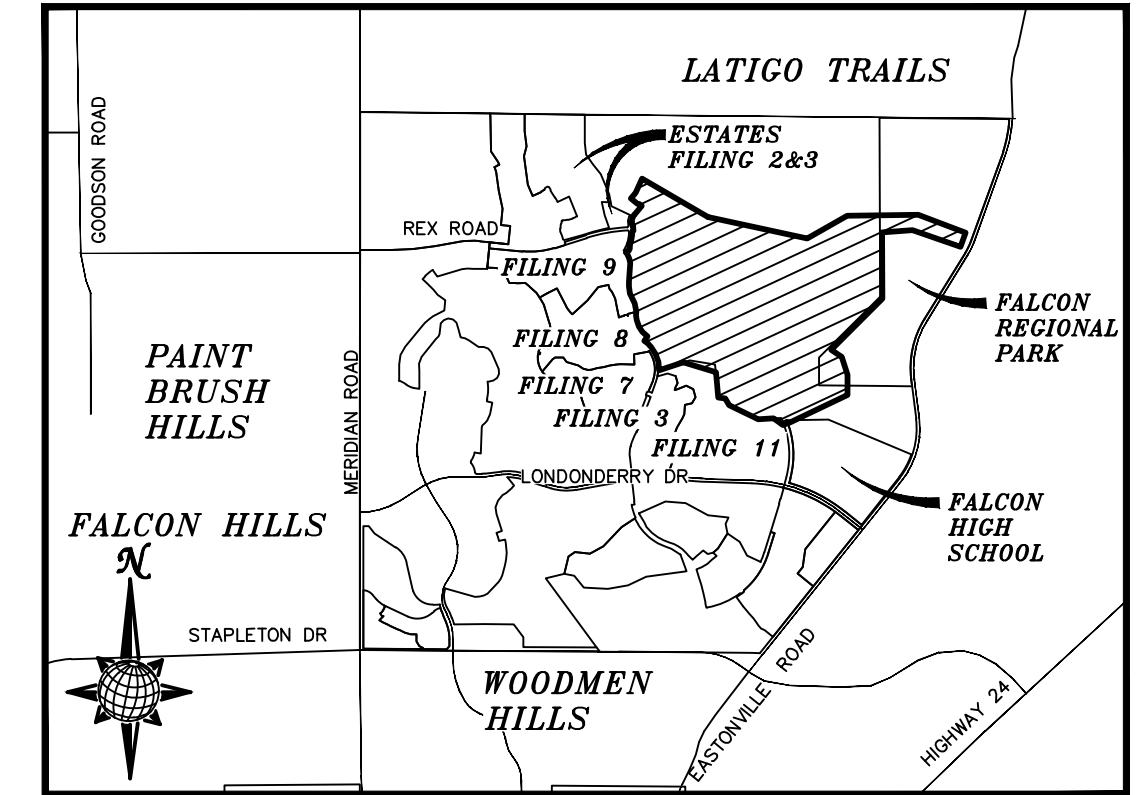 LATIGO TRAILS
GOODSON ROAD
ESTATES
FILING 2&3
REX ROAD
FILING 9
FALCON
REGIONAL
PARK
FILING 8
PAINT
BRUSH
HILLS
MERIDIAN ROAD
FILING 7
FILING 3
FILING 11
LONDONDERRY DR
FALCON HILLS
FALCON
HIGH
SCHOOL
N
STAPLETON DR
WOODMEN
HILLS
EASTONVILLE ROAD
HIGHWAY 24